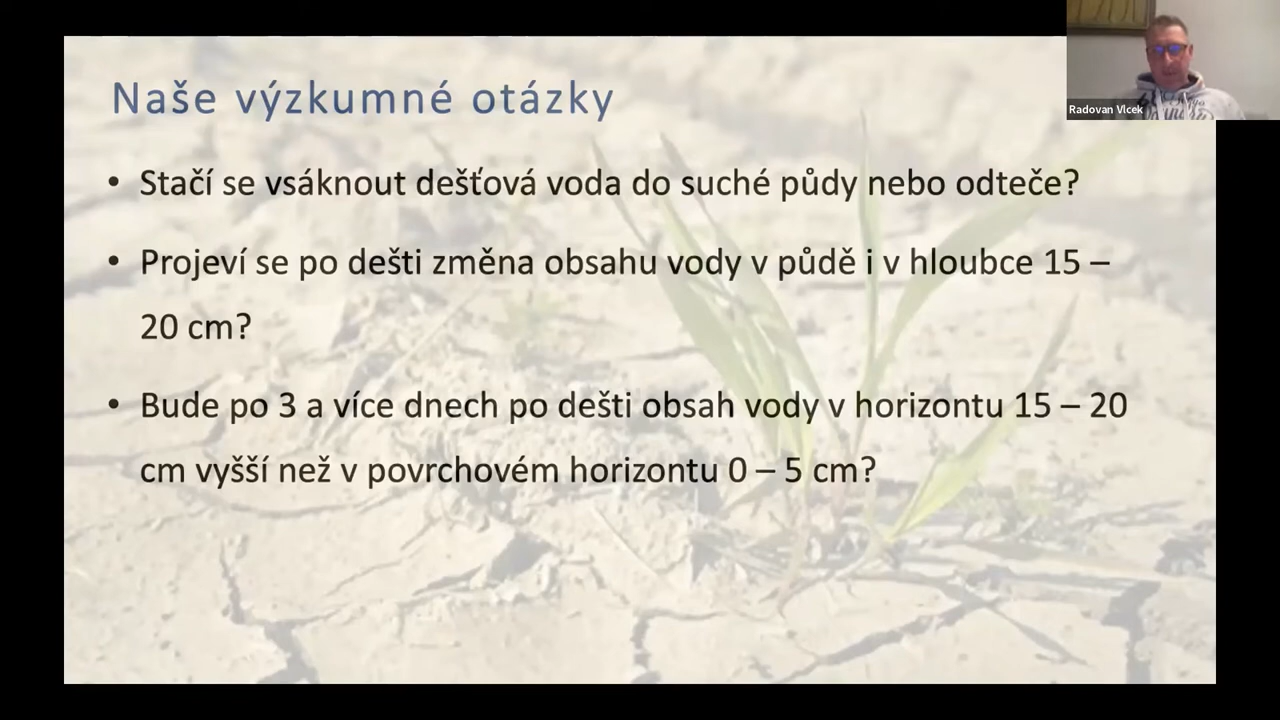 Naše výzkumné otázky
• Stačí se vsáknout dešťová voda do suché půdy nebo odteče?
• Projeví se po dešti změna obsahu vody v půdě i v hloubce 15 –
20 cm?
• Bude po 3 a více dnech po dešti obsah vody v horizontu 15 – 20
cm vyšší než v povrchovém horizontu 0 – 5 cm?
Radovan Vlcek